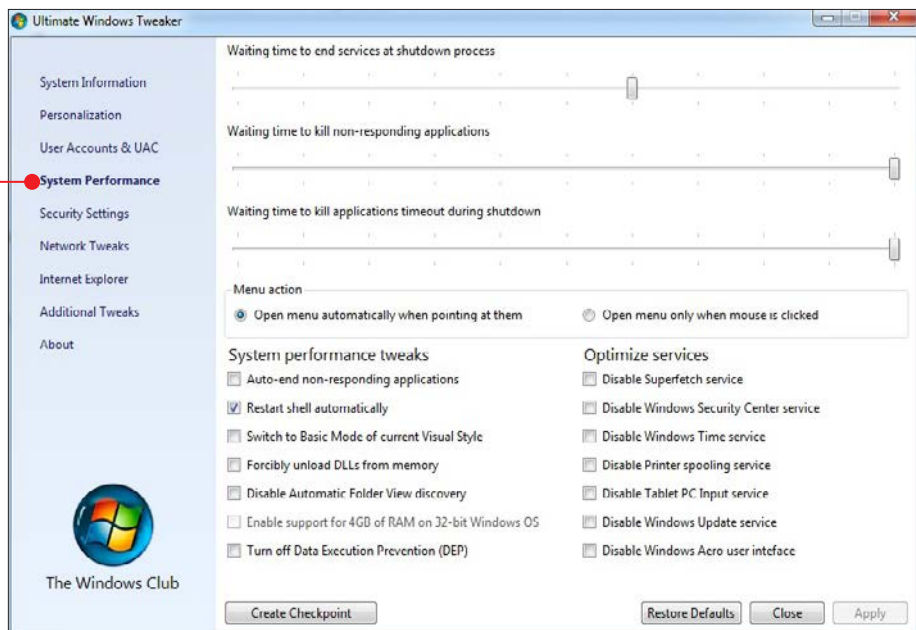 Ultimate Windows Tweaker
System Information
Personalization
User Accounts & UAC
System Performance
Security Settings
Network Tweaks
Internet Explorer
Additional Tweaks
About
The Windows Club
Waiting time to end services at shutdown process
Waiting time to kill non-responding applications
Waiting time to kill applications timeout during shutdown
Menu action
Open menu automatically when pointing at them
Open menu only when mouse is clicked
System performance tweaks
Auto-end non-responding applications
Restart shell automatically
Switch to Basic Mode of current Visual Style
Forcibly unload DLLs from memory
Disable Automatic Folder View discovery
Enable support for 4GB of RAM on 32-bit Windows OS
Turn off Data Execution Prevention (DEP)
Optimize services
Disable Superfetch service
Disable Windows Security Center service
Disable Windows Time service
Disable Printer spooling service
Disable Tablet PC Input service
Disable Windows Update service
Disable Windows Aero user inteface
Create Checkpoint
Restore Defaults
Close
Apply